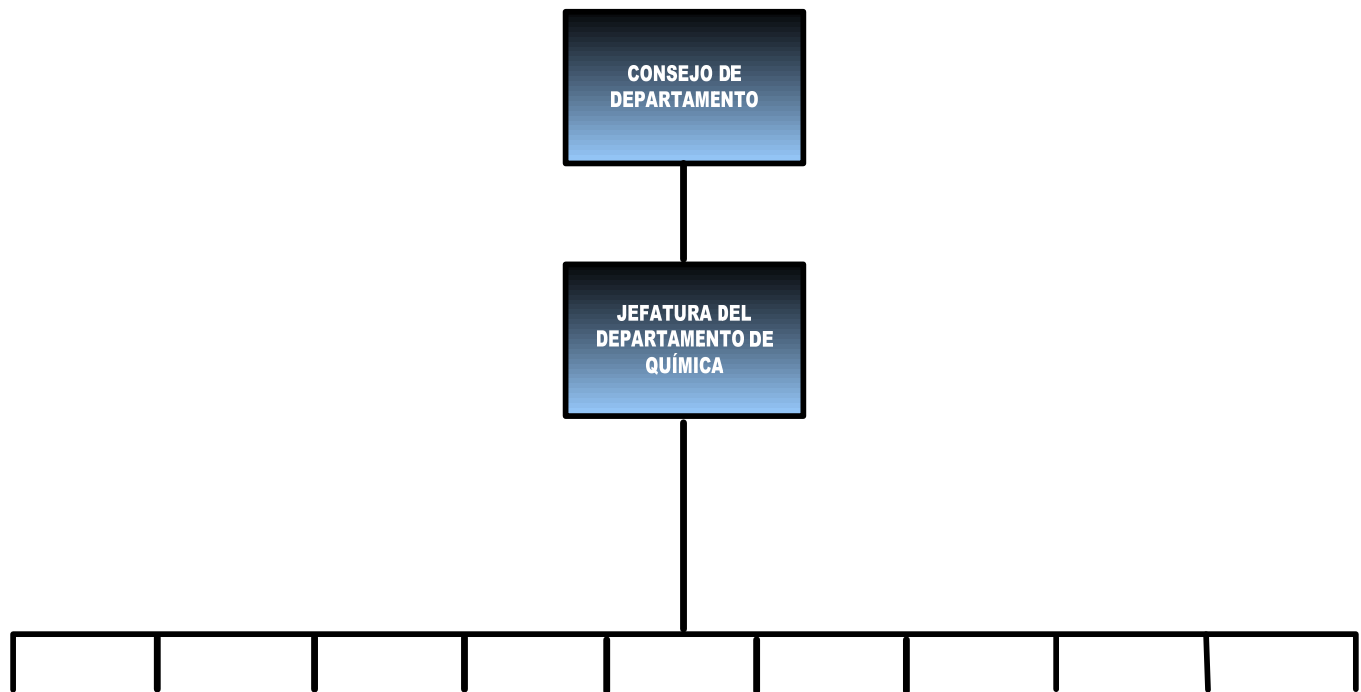 CONSEJO DE
DEPARTAMENTO
JEFATURA DEL
DEPARTAMENTO DE
QUÍMICA